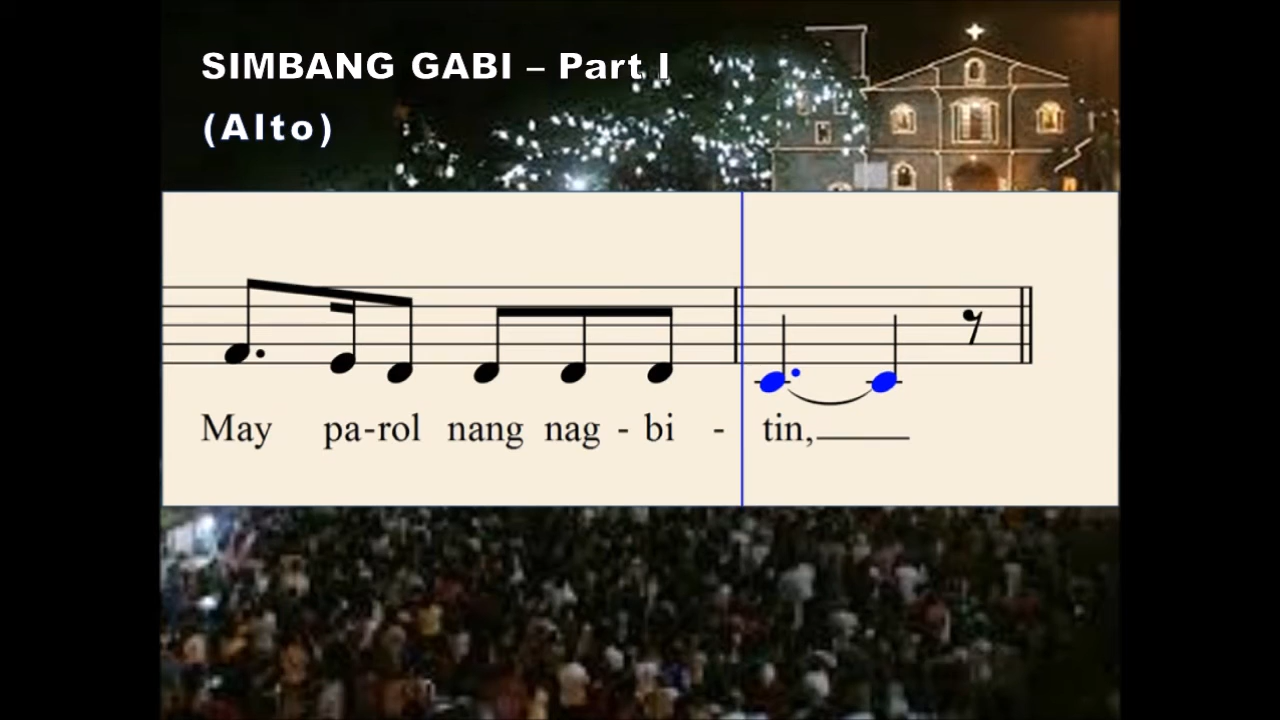 SIMBANG GABI – Part I
(Alto)
May pa-rol nang nag - bi - tin,